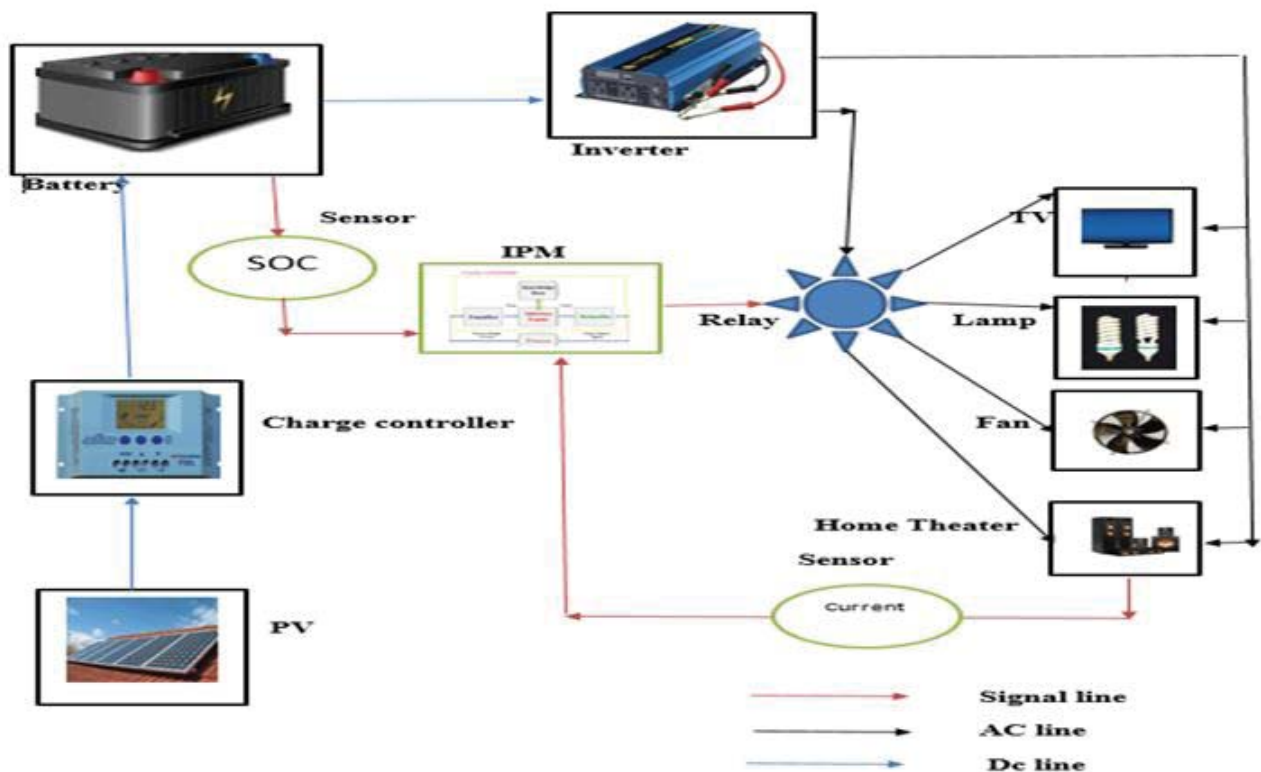 Inverter
Battery
Sensor
SOC
IPM
TV
Relay
Lamp
Charge controller
Fan
Home Theater
Sensor
Current
PV
Signal line
AC line
Dc line